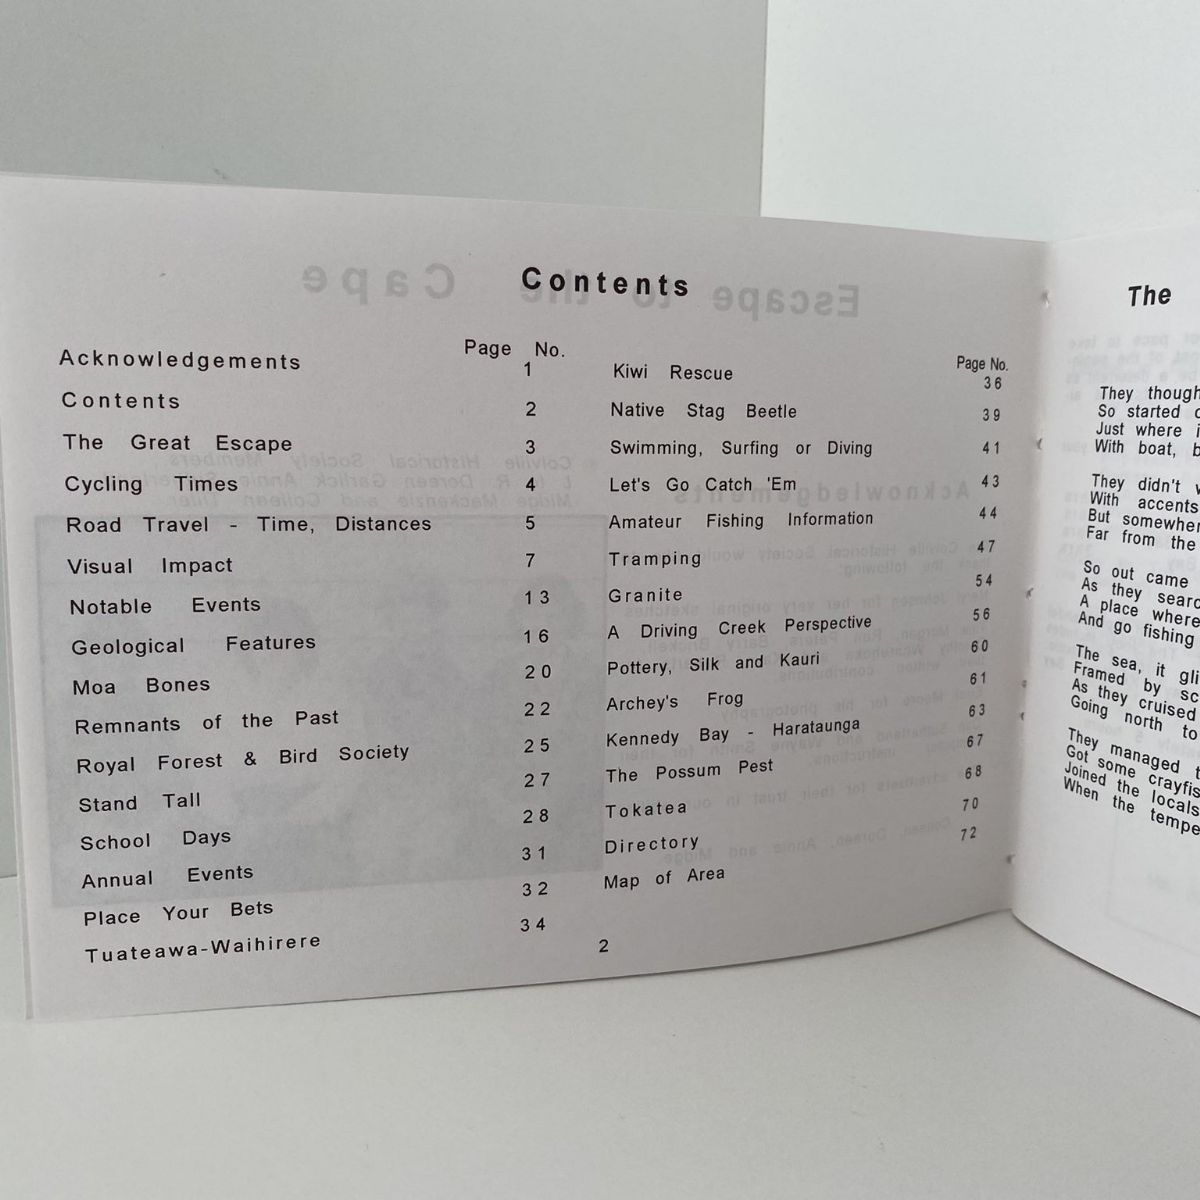 Contents
Page No.
Acknowledgements 1
Contents 2
The Great Escape 3
Cycling Times 4
Road Travel - Time, Distances 5
Visual Impact 7
Notable Events 13
Geological Features 16
Moa Bones 20
Remnants of the Past 22
Royal Forest & Bird Society 25
Stand Tall 27
School Days 28
Annual Events 31
Place Your Bets 32
Tuateawa-Waihirere 34
Page No.
Kiwi Rescue 36
Native Stag Beetle 39
Swimming, Surfing or Diving 41
Let's Go Catch 'Em 43
Amateur Fishing Information 44
Tramping 47
Granite 54
A Driving Creek Perspective 56
Pottery, Silk and Kauri 60
Archey's Frog 61
Kennedy Bay - Harataunga 63
The Possum Pest 67
Tokatea 68
Directory 70
Map of Area 72
2
The
They though
So started
Just where
With boat,
They didn't
With accents
But somewher
Far from the
So out came
As they searc
A place where
And go fishing
The sea, it gli
Framed by sc
As they cruised
Going north to
They managed
Got some crayfis
Joined the locals
When the tempe